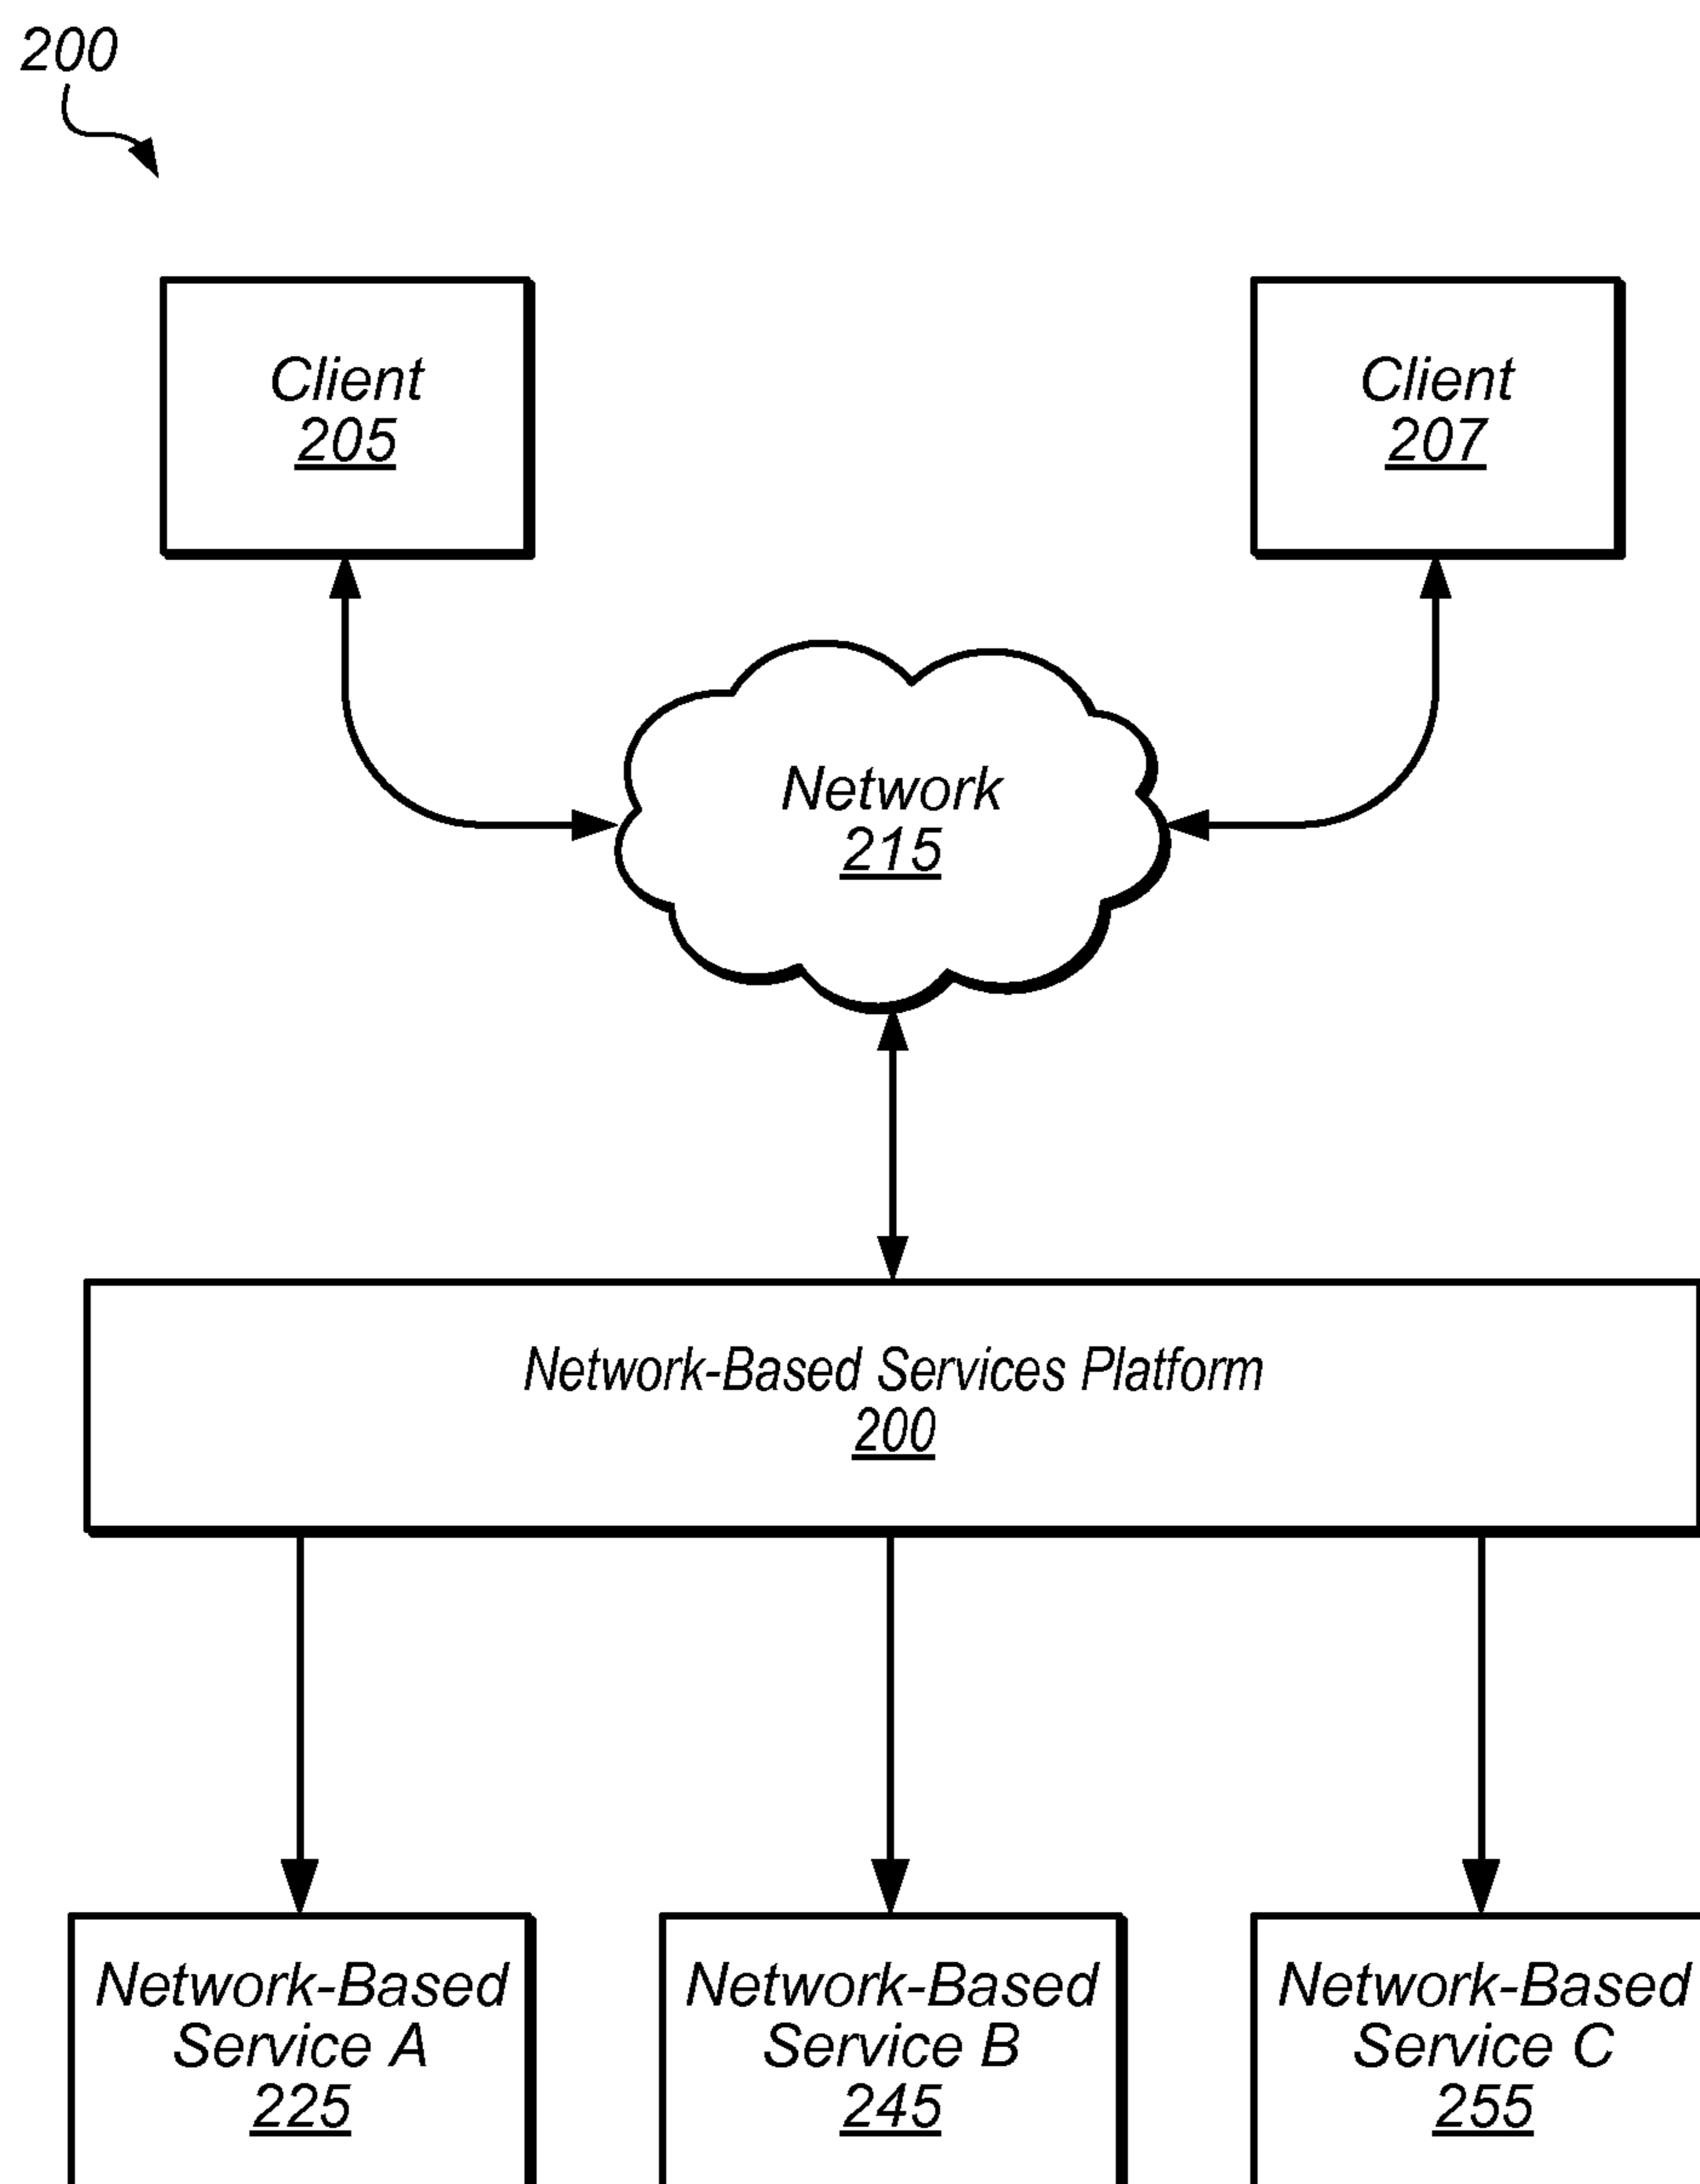 200
Client
205
Client
207
Network
215
Network-Based Services Platform
200
Network-Based
Service A
225
Network-Based
Service B
245
Network-Based
Service C
255